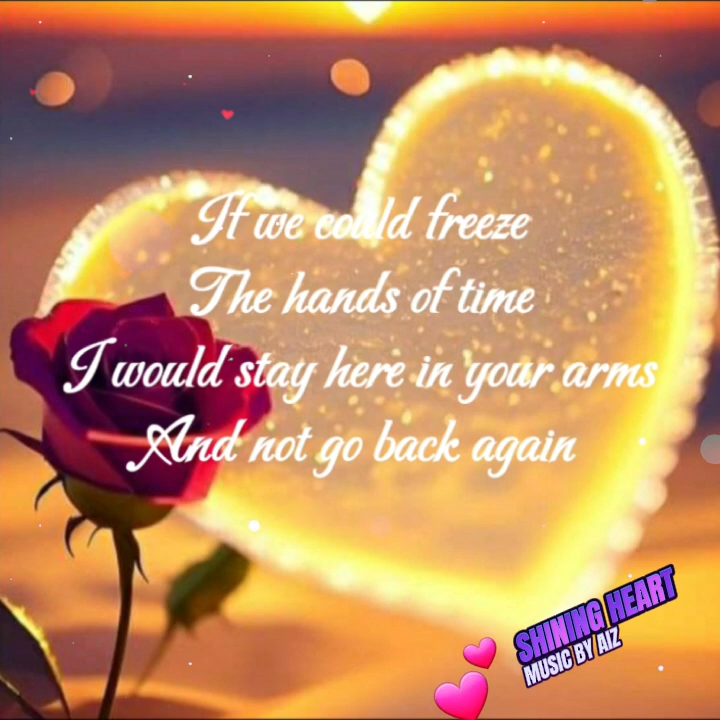 If we could freeze
The hands of time
I would stay here in your arms
And not go back again
SHINING HEART
MUSIC BY AIZ